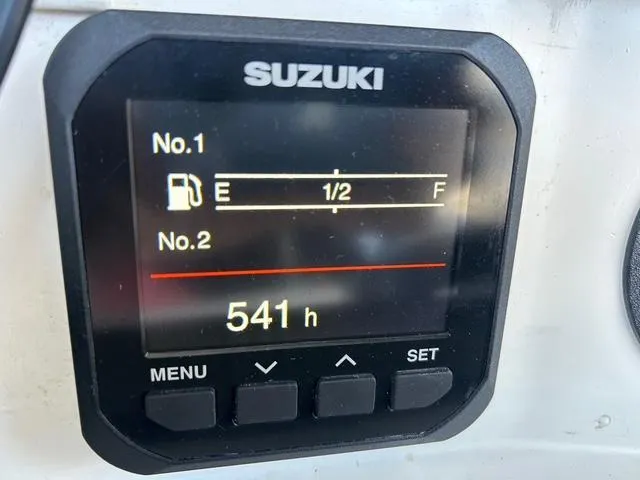 SUZUKI
No.1
E 1/2 F
No.2
541 h
MENU SET